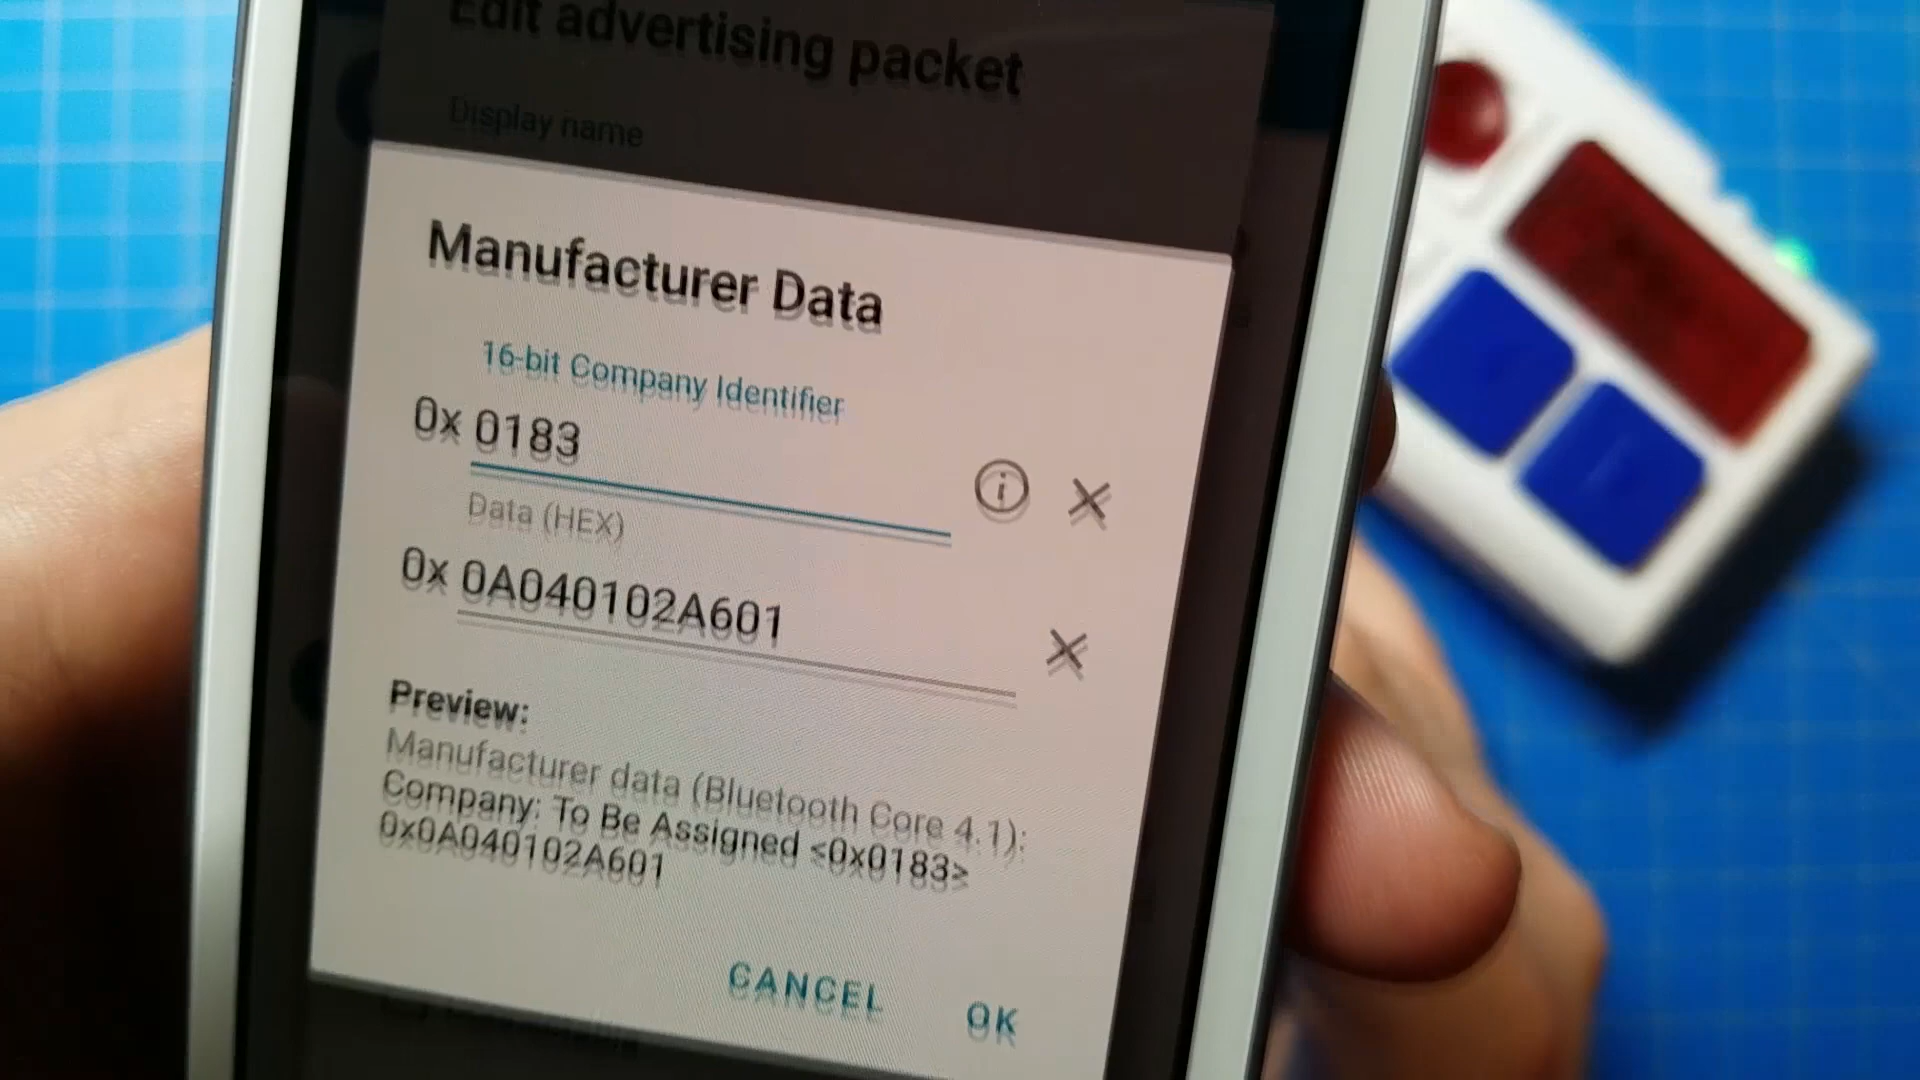 Edit advertising packet
Display name
Manufacturer Data
16-bit Company Identifier
0x 0183
Data (HEX)
0x 0A040102A601
Preview:
Manufacturer data (Bluetooth Core 4.1):
Company: To Be Assigned <0x0183>
0x0A040102A601
CANCEL OK